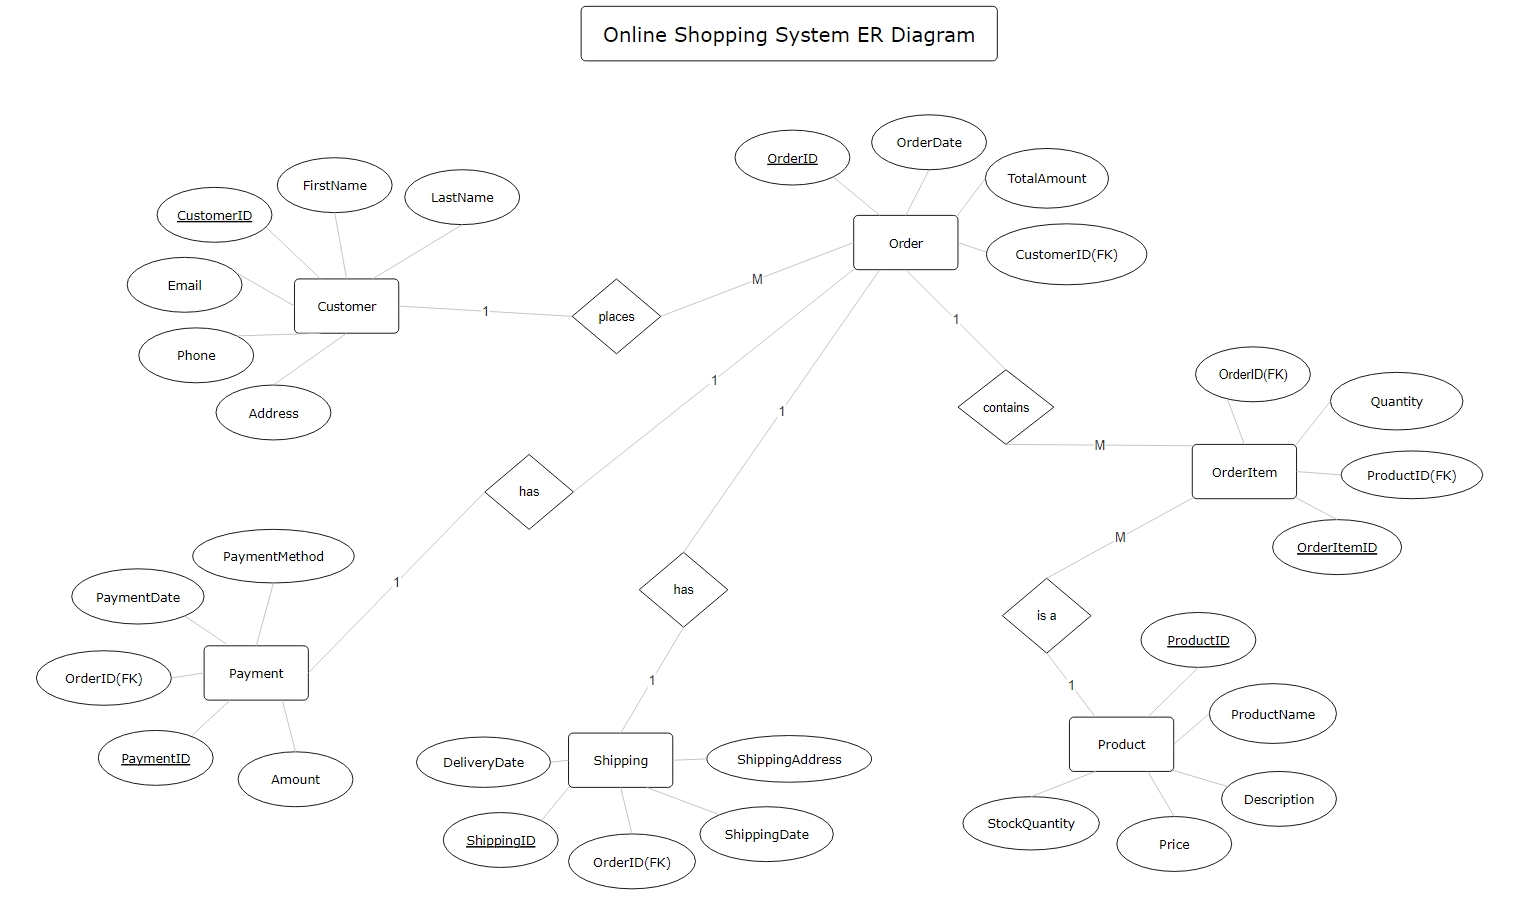 Online Shopping System ER Diagram
OrderID
OrderDate
TotalAmount
CustomerID(FK)
Order
FirstName
LastName
CustomerID
Email
Phone
Address
Customer
1
places
M
1
1
1
contains
M
OrderID(FK)
Quantity
ProductID(FK)
OrderItemID
OrderItem
has
1
has
1
M
is a
1
PaymentMethod
PaymentDate
OrderID(FK)
PaymentID
Amount
Payment
DeliveryDate
Shipping
ShippingAddress
ShippingID
OrderID(FK)
ShippingDate
ProductID
ProductName
Product
Description
StockQuantity
Price